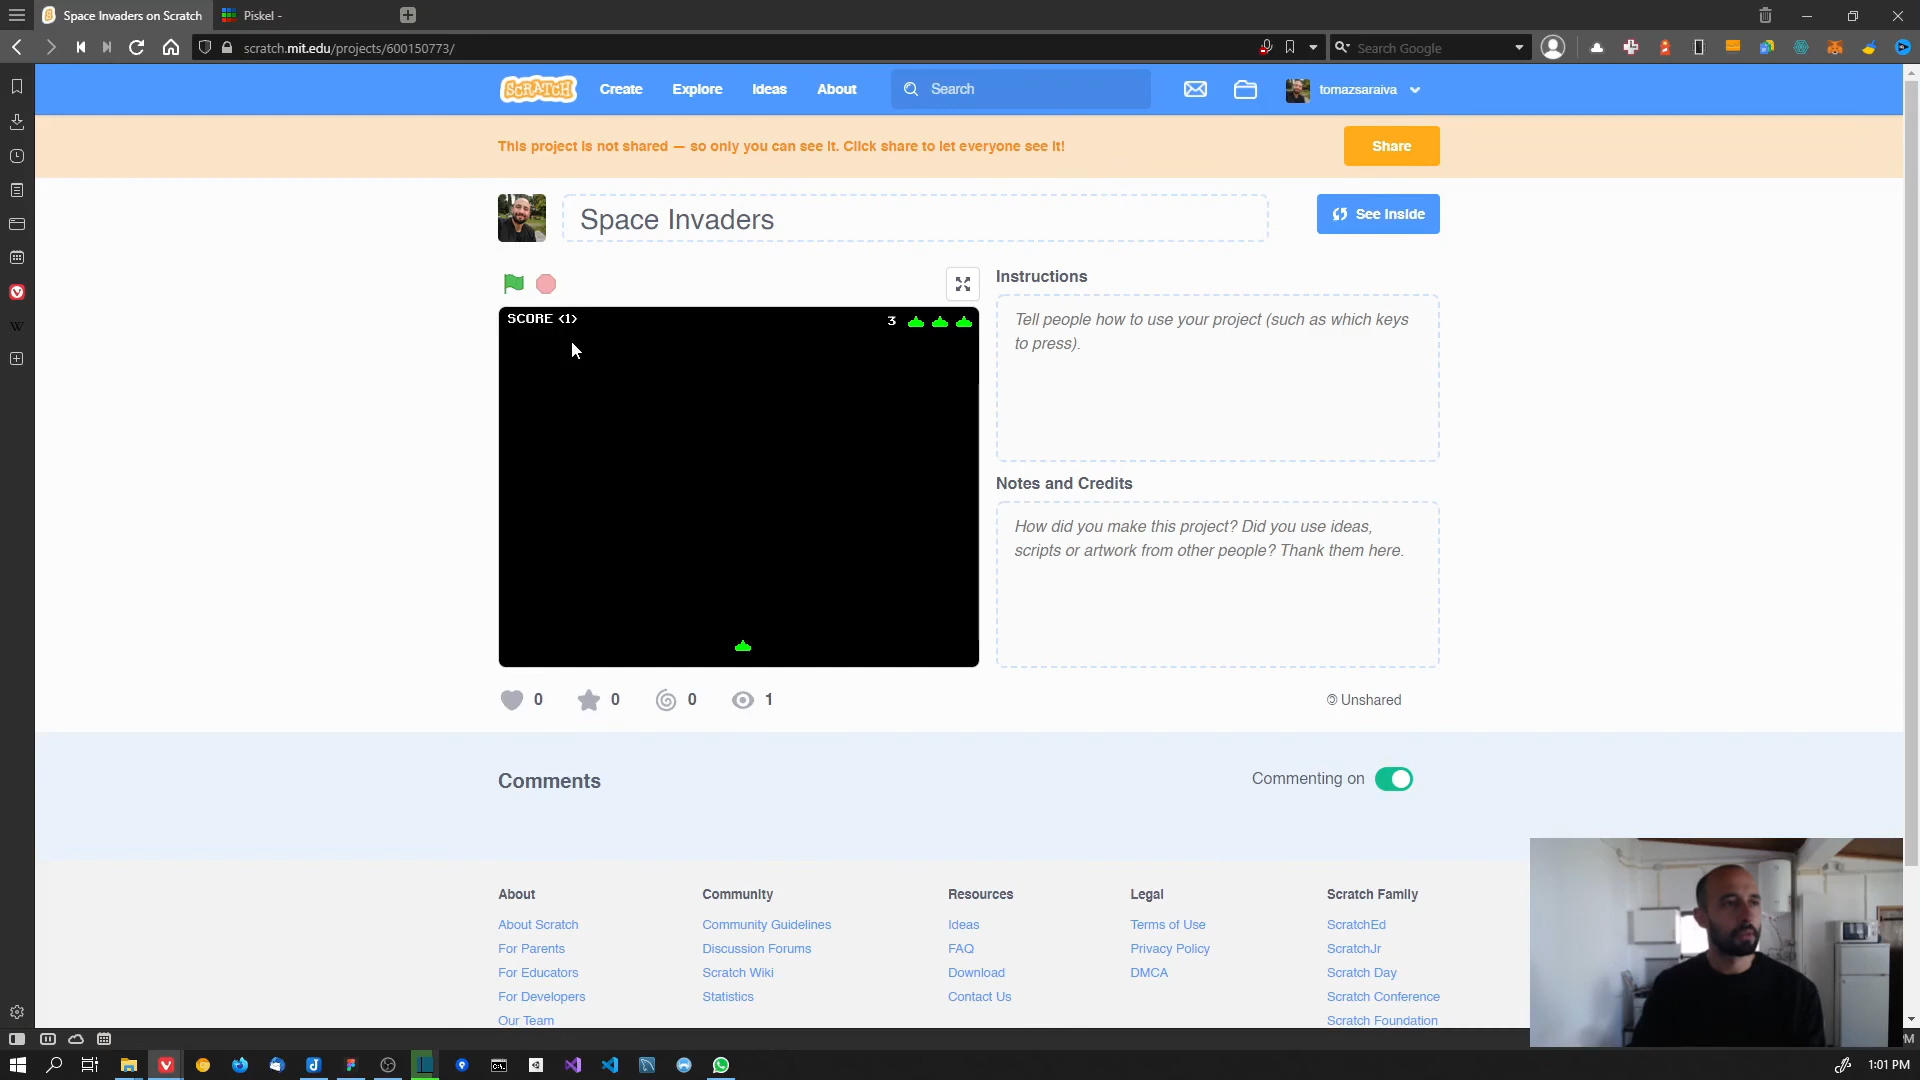 Space Invaders on Scratch
Piskel -
scratch.mit.edu/projects/600150773/
Search Google
SCRATCH
Create
Explore
Ideas
About
Search
tomazsaraiva
This project is not shared — so only you can see it. Click share to let everyone see it!
Share
Space Invaders
See inside
Instructions
SCORE <1>
3
Tell people how to use your project (such as which keys
to press).
Notes and Credits
How did you make this project? Did you use ideas,
scripts or artwork from other people? Thank them here.
0
0
0
1
Unshared
Comments
Commenting on
About
Community
Resources
Legal
Scratch Family
About Scratch
Community Guidelines
Ideas
Terms of Use
ScratchEd
For Parents
Discussion Forums
FAQ
Privacy Policy
ScratchJr
For Educators
Scratch Wiki
Download
DMCA
Scratch Day
For Developers
Statistics
Contact Us
Scratch Conference
Our Team
Scratch Foundation
1:01 PM